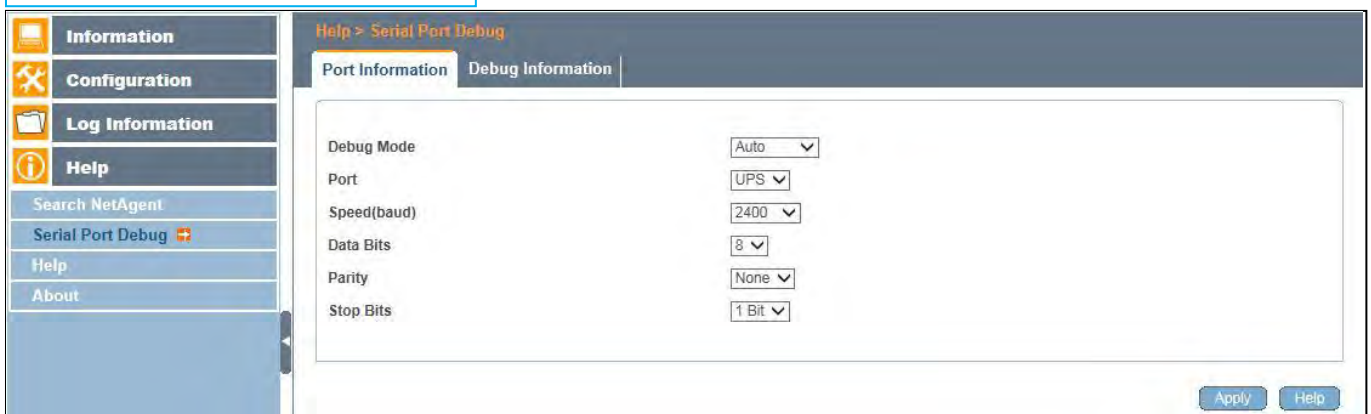 Information
Configuration
Log Information
Help
Search NetAgent
Serial Port Debug
Help
About
Help > Serial Port Debug
Port Information Debug Information
Debug Mode Auto
Port UPS
Speed(baud) 2400
Data Bits 8
Parity None
Stop Bits 1 Bit
Apply Help